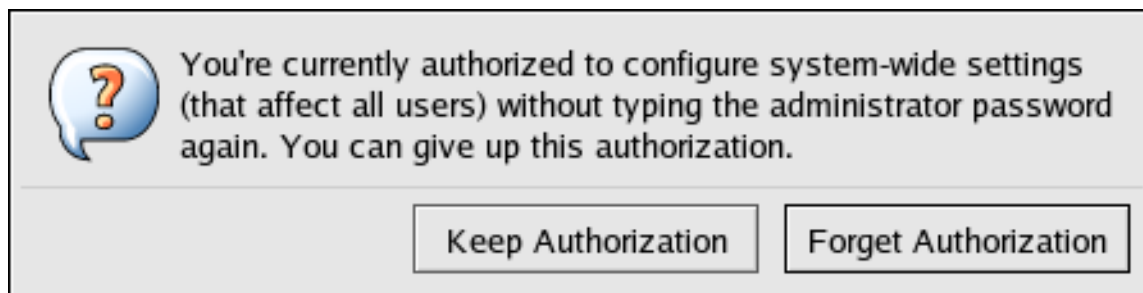 You're currently authorized to configure system-wide settings
(that affect all users) without typing the administrator password
again. You can give up this authorization.
Keep Authorization
Forget Authorization